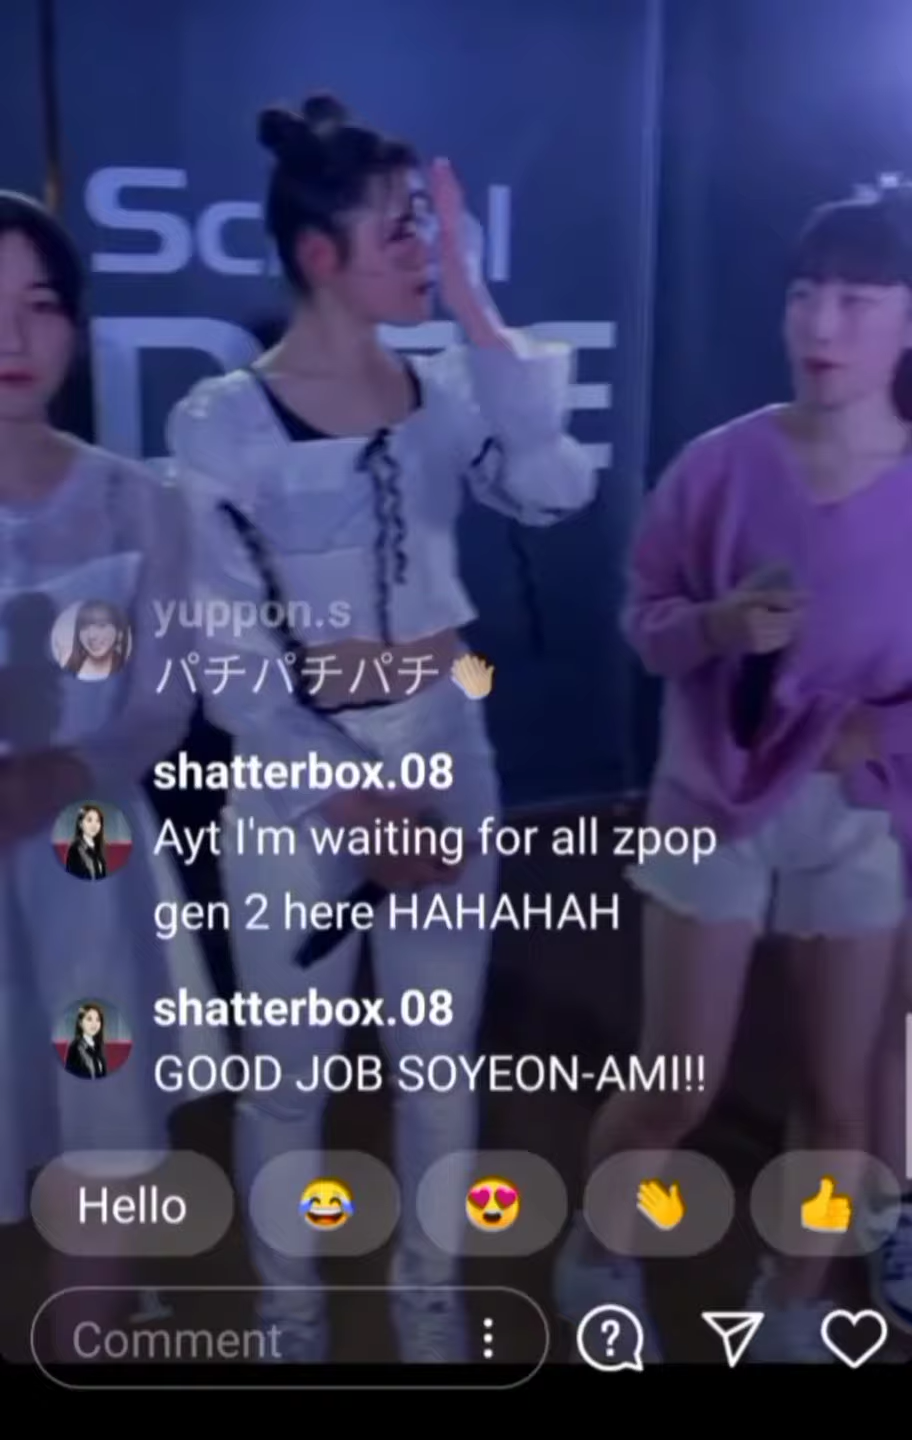 yuppon.s
パチパチパチ👏
shatterbox.08
Ayt I'm waiting for all zpop
gen 2 here HAHAHAH
shatterbox.08
GOOD JOB SOYEON-AMI!!
Hello 😂 😍 👏 👍
Comment